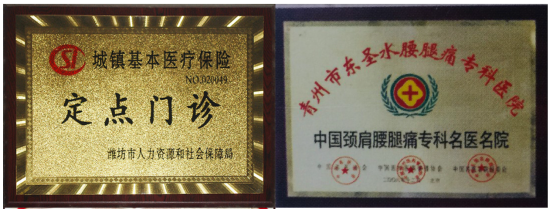 城镇基本医疗保险
NO.020049
定点门诊
潍坊市人力资源和社会保障局
青州市东圣水腰腿痛专科医院
中国颈肩腰腿痛专科名医名院